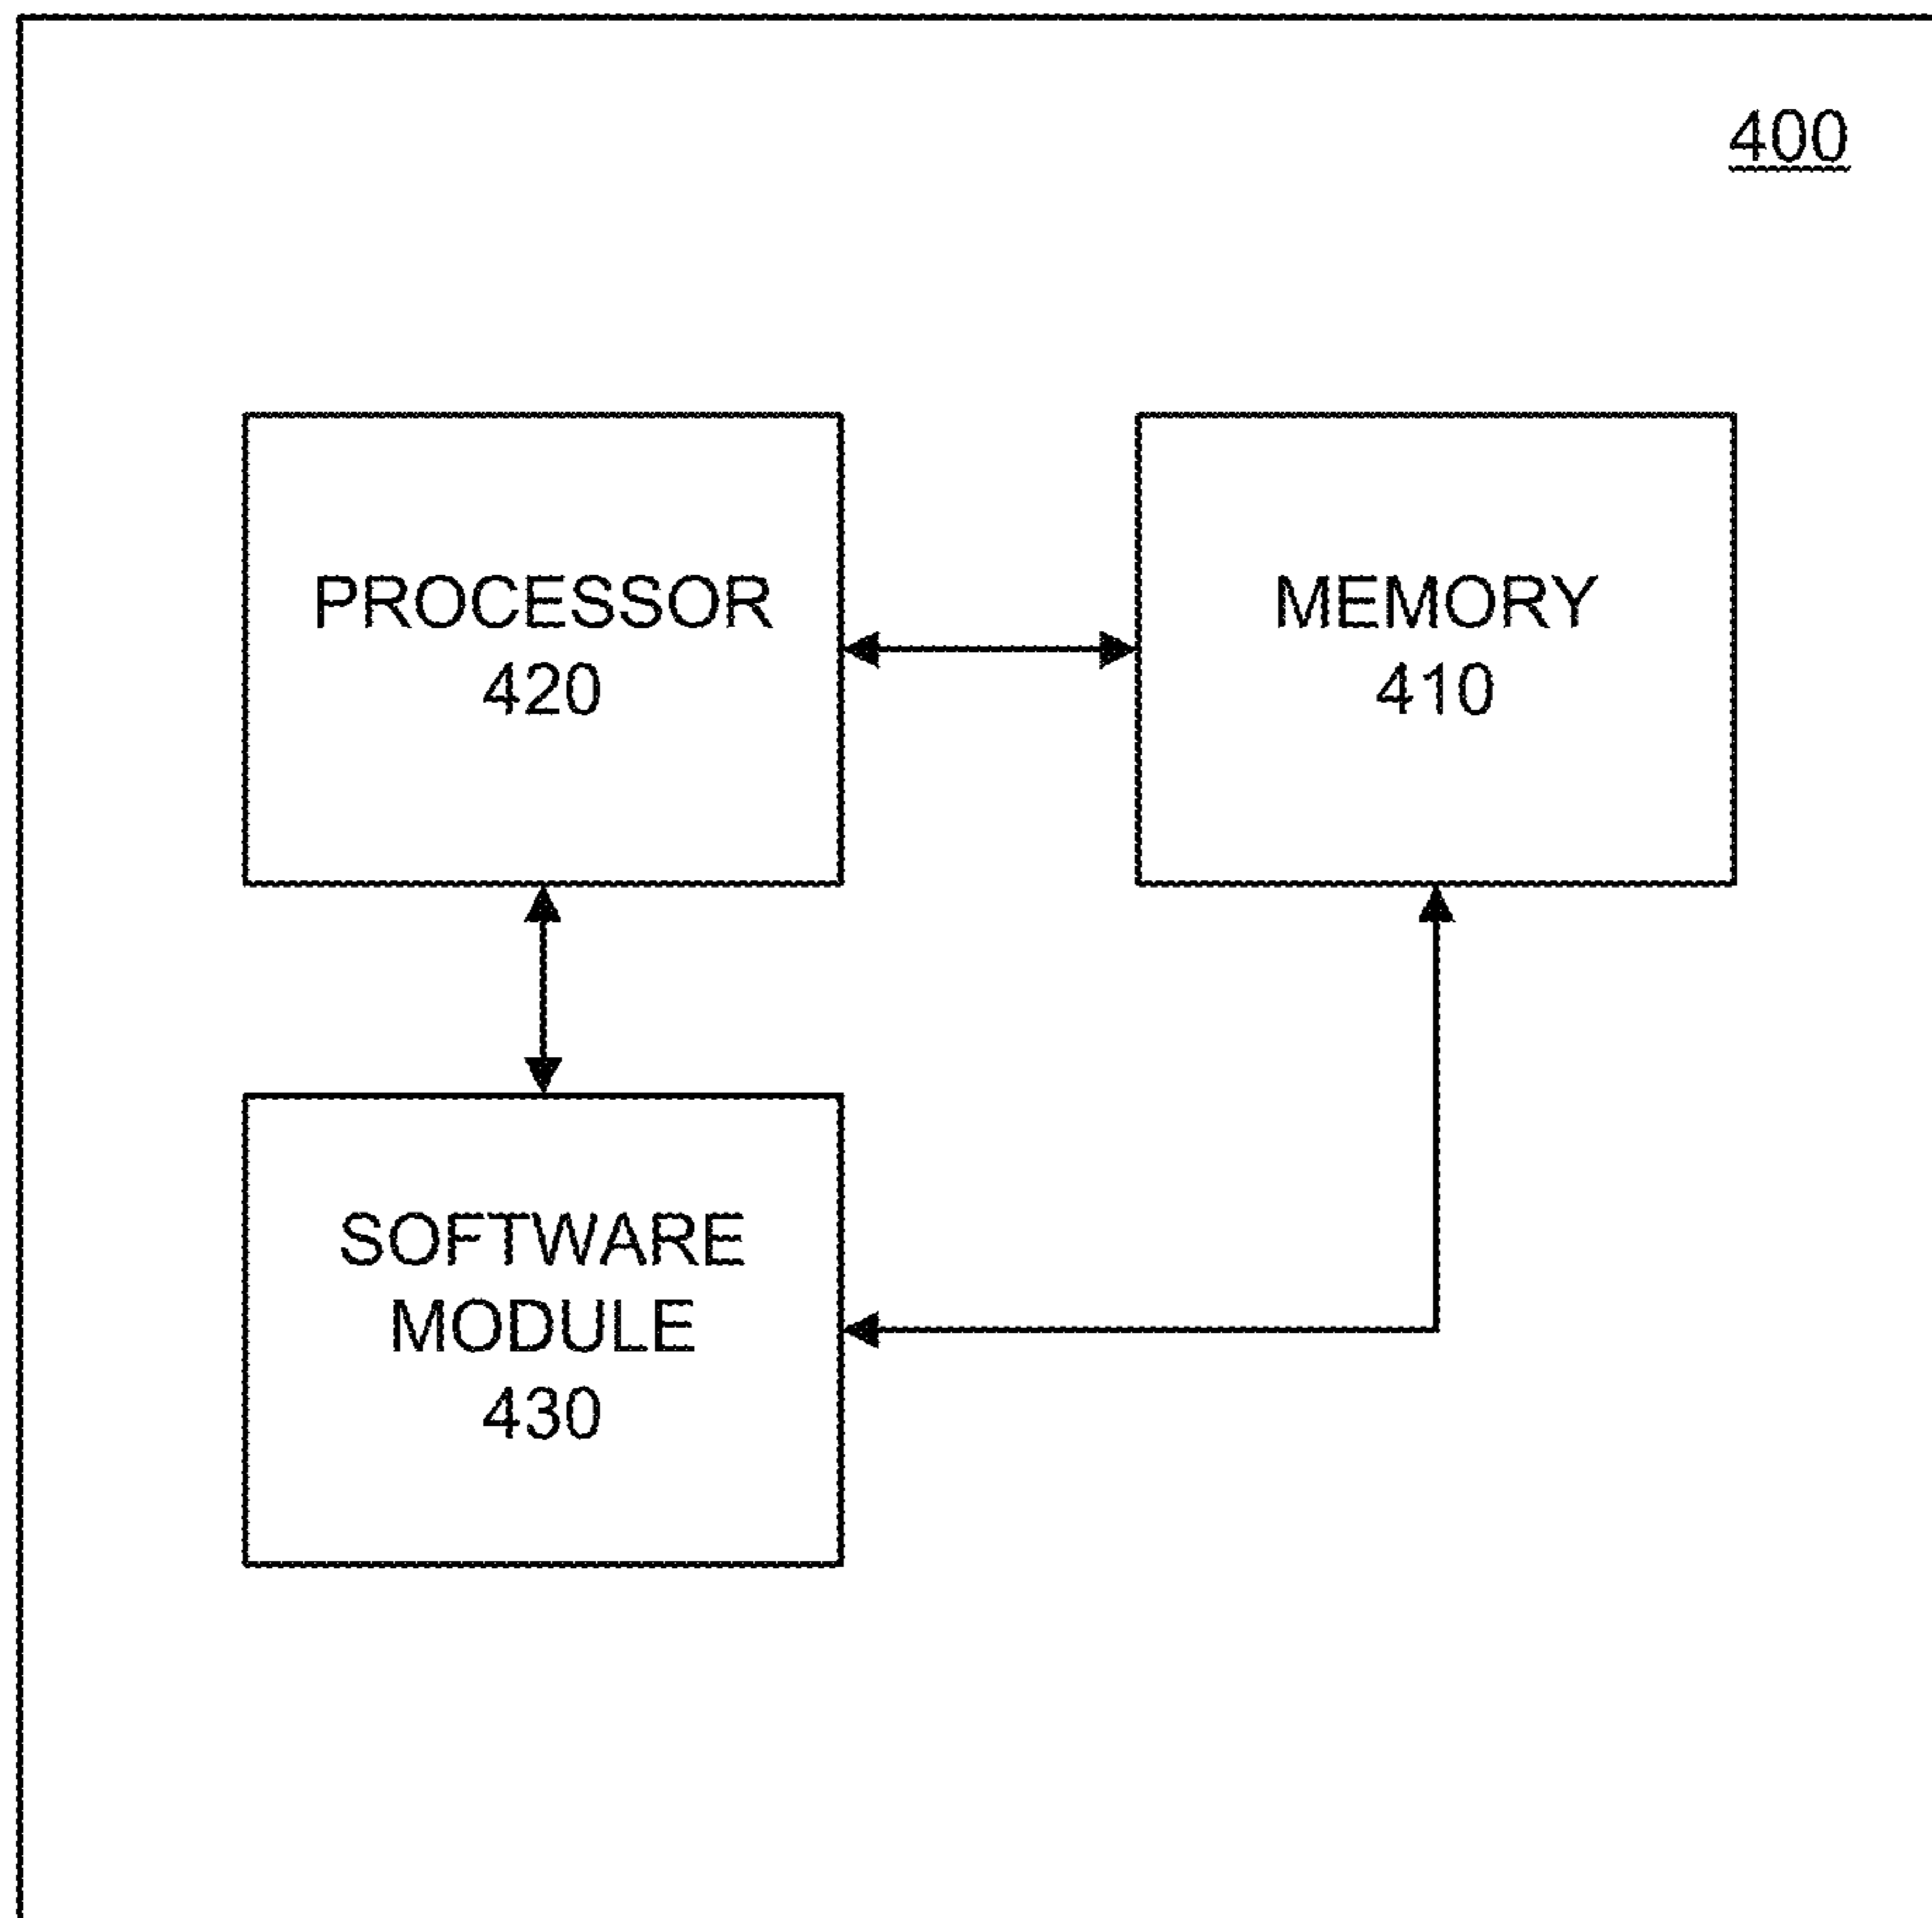 400
PROCESSOR
420
MEMORY
410
SOFTWARE
MODULE
430